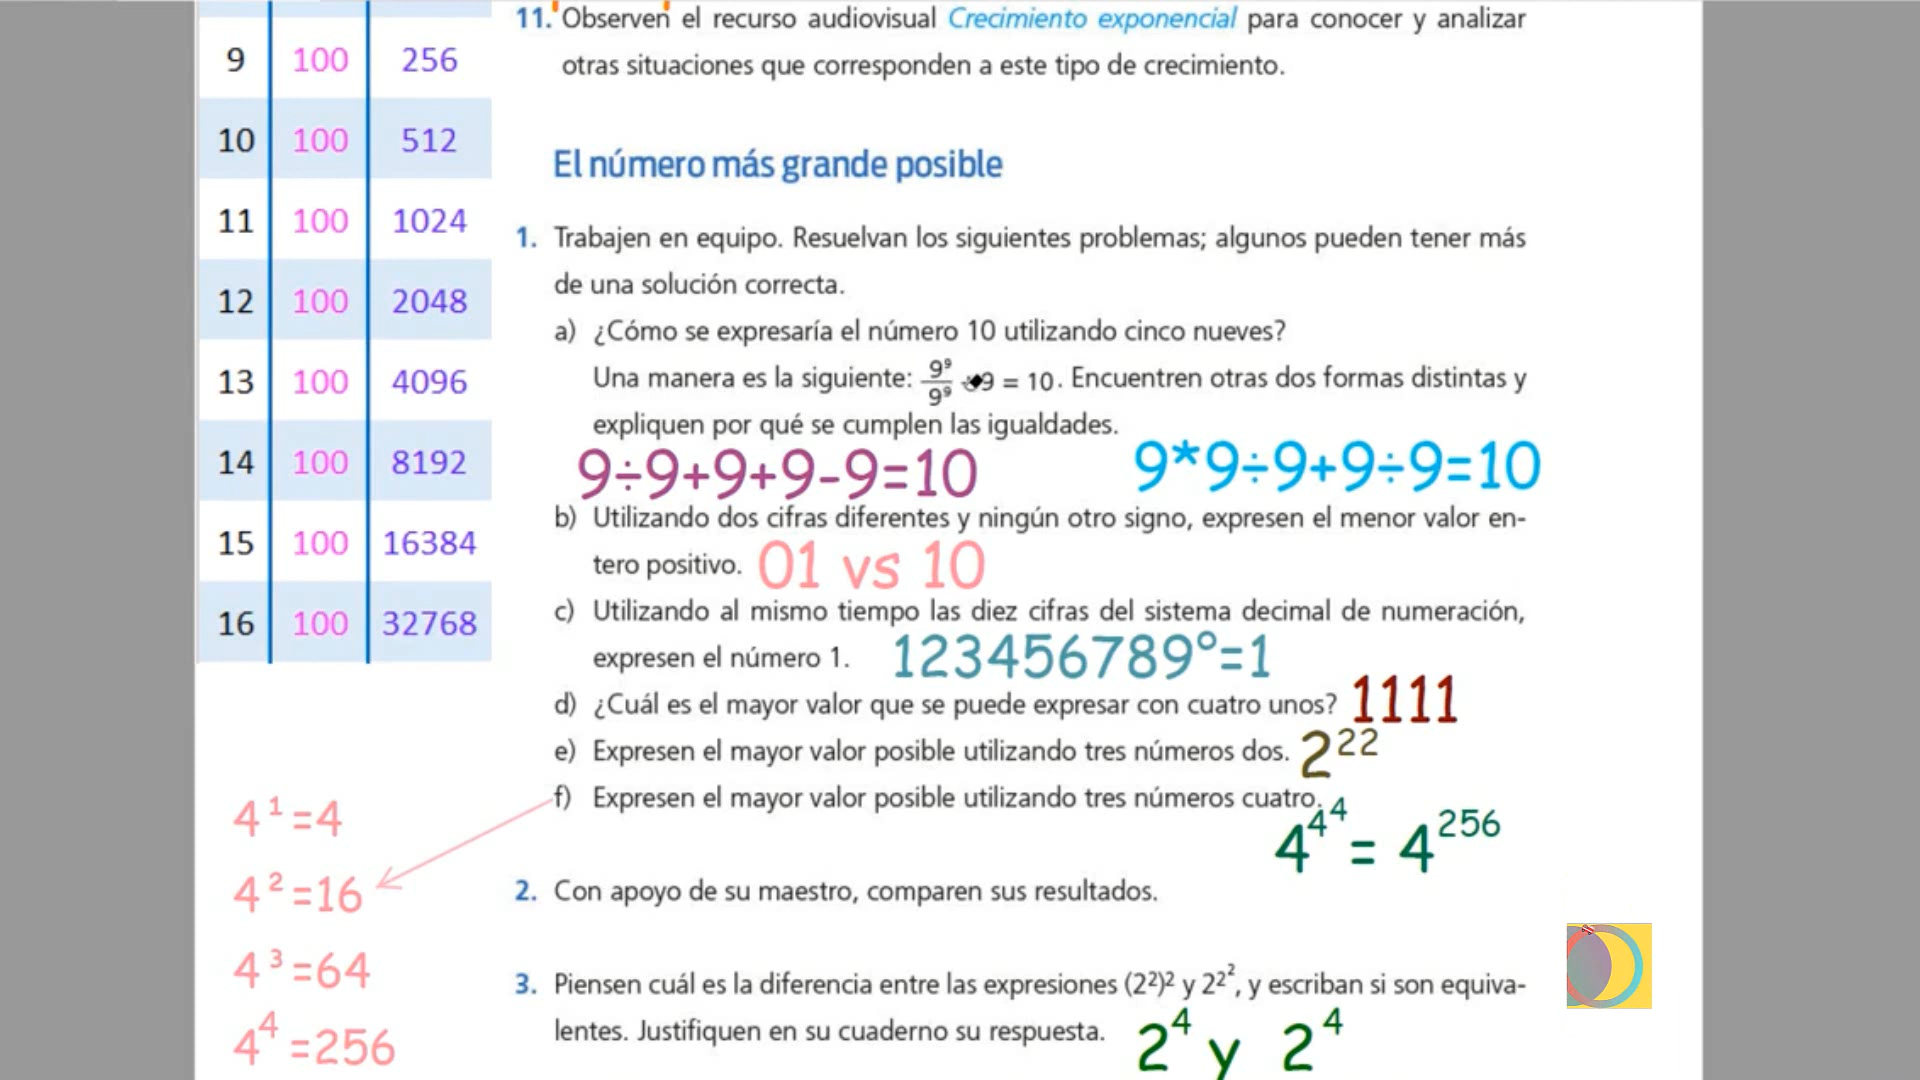 9 100 256
10 100 512
11 100 1024
12 100 2048
13 100 4096
14 100 8192
15 100 16384
16 100 32768
4¹=4
4²=16
4³=64
4⁴=256
11. Observen el recurso audiovisual Crecimiento exponencial para conocer y analizar
otras situaciones que corresponden a este tipo de crecimiento.
El número más grande posible
1. Trabajen en equipo. Resuelvan los siguientes problemas; algunos pueden tener más
de una solución correcta.
a) ¿Cómo se expresaría el número 10 utilizando cinco nueves?
Una manera es la siguiente: 9⁹/9⁹ + 9 = 10. Encuentren otras dos formas distintas y
expliquen por qué se cumplen las igualdades.
9÷9+9+9-9=10 9*9÷9+9÷9=10
b) Utilizando dos cifras diferentes y ningún otro signo, expresen el menor valor en-
tero positivo. 01 vs 10
c) Utilizando al mismo tiempo las diez cifras del sistema decimal de numeración,
expresen el número 1. 123456789°=1
d) ¿Cuál es el mayor valor que se puede expresar con cuatro unos? 1111
e) Expresen el mayor valor posible utilizando tres números dos. 2²²
f) Expresen el mayor valor posible utilizando tres números cuatro.
4^4^4 = 4²⁵⁶
2. Con apoyo de su maestro, comparen sus resultados.
3. Piensen cuál es la diferencia entre las expresiones (2²)² y 2^2^2, y escriban si son equiva-
lentes. Justifiquen en su cuaderno su respuesta. 2⁴ y 2⁴